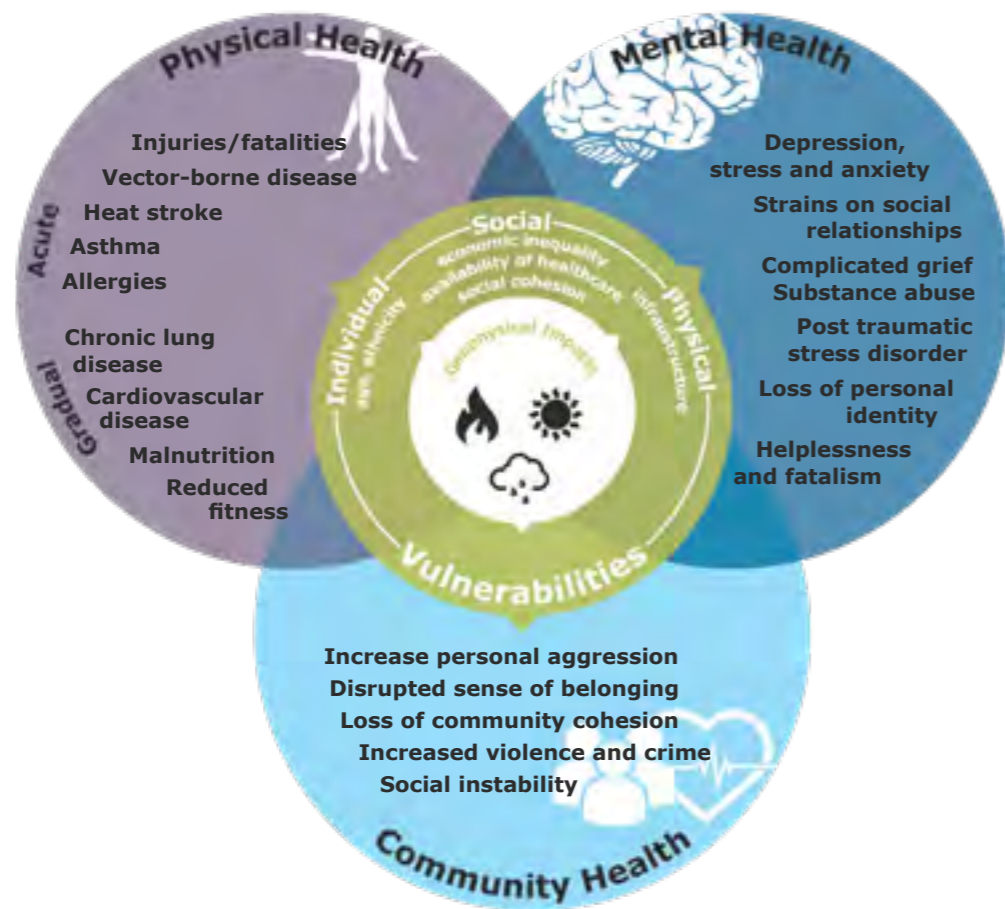 Physical Health
Acute
Injuries/fatalities
Vector-borne disease
Heat stroke
Asthma
Allergies
Gradual
Chronic lung
disease
Cardiovascular
disease
Malnutrition
Reduced
fitness
Mental Health
Depression,
stress and anxiety
Strains on social
relationships
Complicated grief
Substance abuse
Post traumatic
stress disorder
Loss of personal
identity
Helplessness
and fatalism
Social
economic inequality
availability of healthcare
social cohesion
Individual
ethnicity
Physical
infrastructure
Geophysical Impacts
Vulnerabilities
Increase personal aggression
Disrupted sense of belonging
Loss of community cohesion
Increased violence and crime
Social instability
Community Health